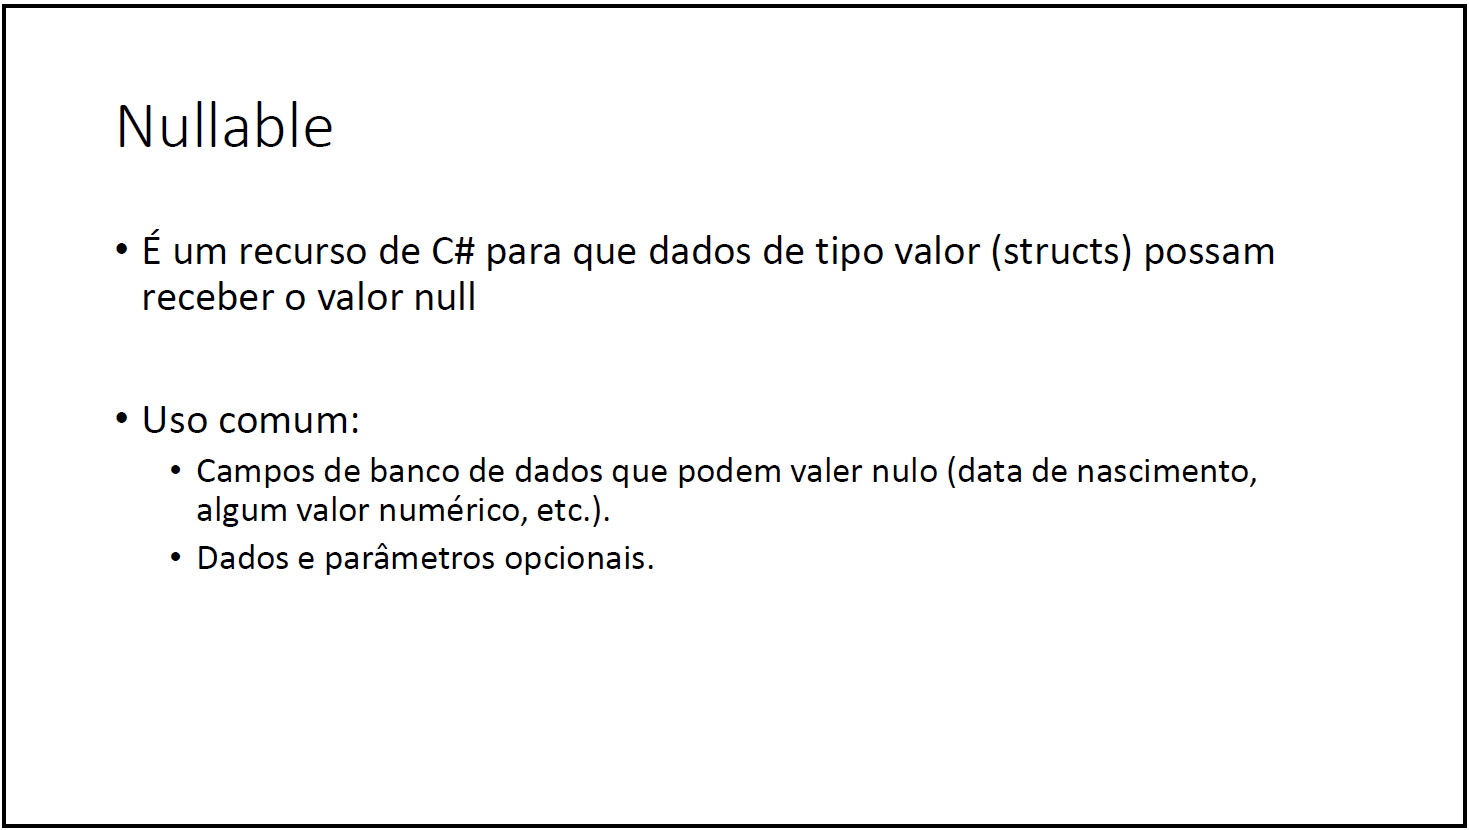 Nullable
• É um recurso de C# para que dados de tipo valor (structs) possam
receber o valor null
• Uso comum:
• Campos de banco de dados que podem valer nulo (data de nascimento,
algum valor numérico, etc.).
• Dados e parâmetros opcionais.